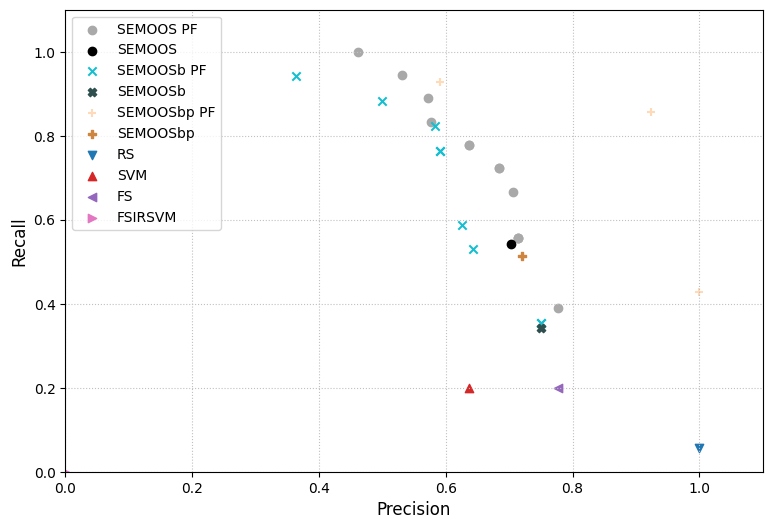 SEMOOS PF
SEMOOS
SEMOOSb PF
SEMOOSb
SEMOOSbp PF
SEMOOSbp
RS
SVM
FS
FSIRSVM
1.0
0.8
0.6
0.4
0.2
0.0
Recall
0.0 0.2 0.4 0.6 0.8 1.0
Precision